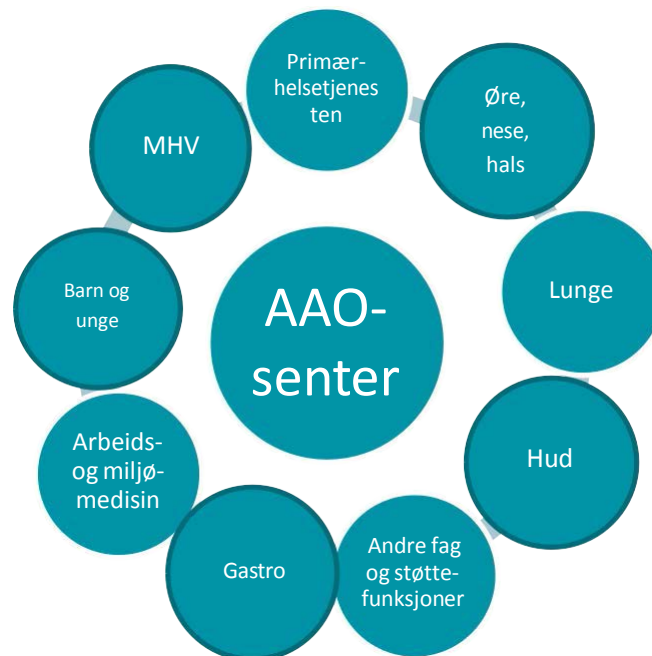 Primær-
helsetjenes
ten
Øre,
nese,
hals
MHV
Lunge
Barn og
unge
AAO-
senter
Hud
Arbeids-
og miljø-
medisin
Gastro
Andre fag
og støtte-
funksjoner